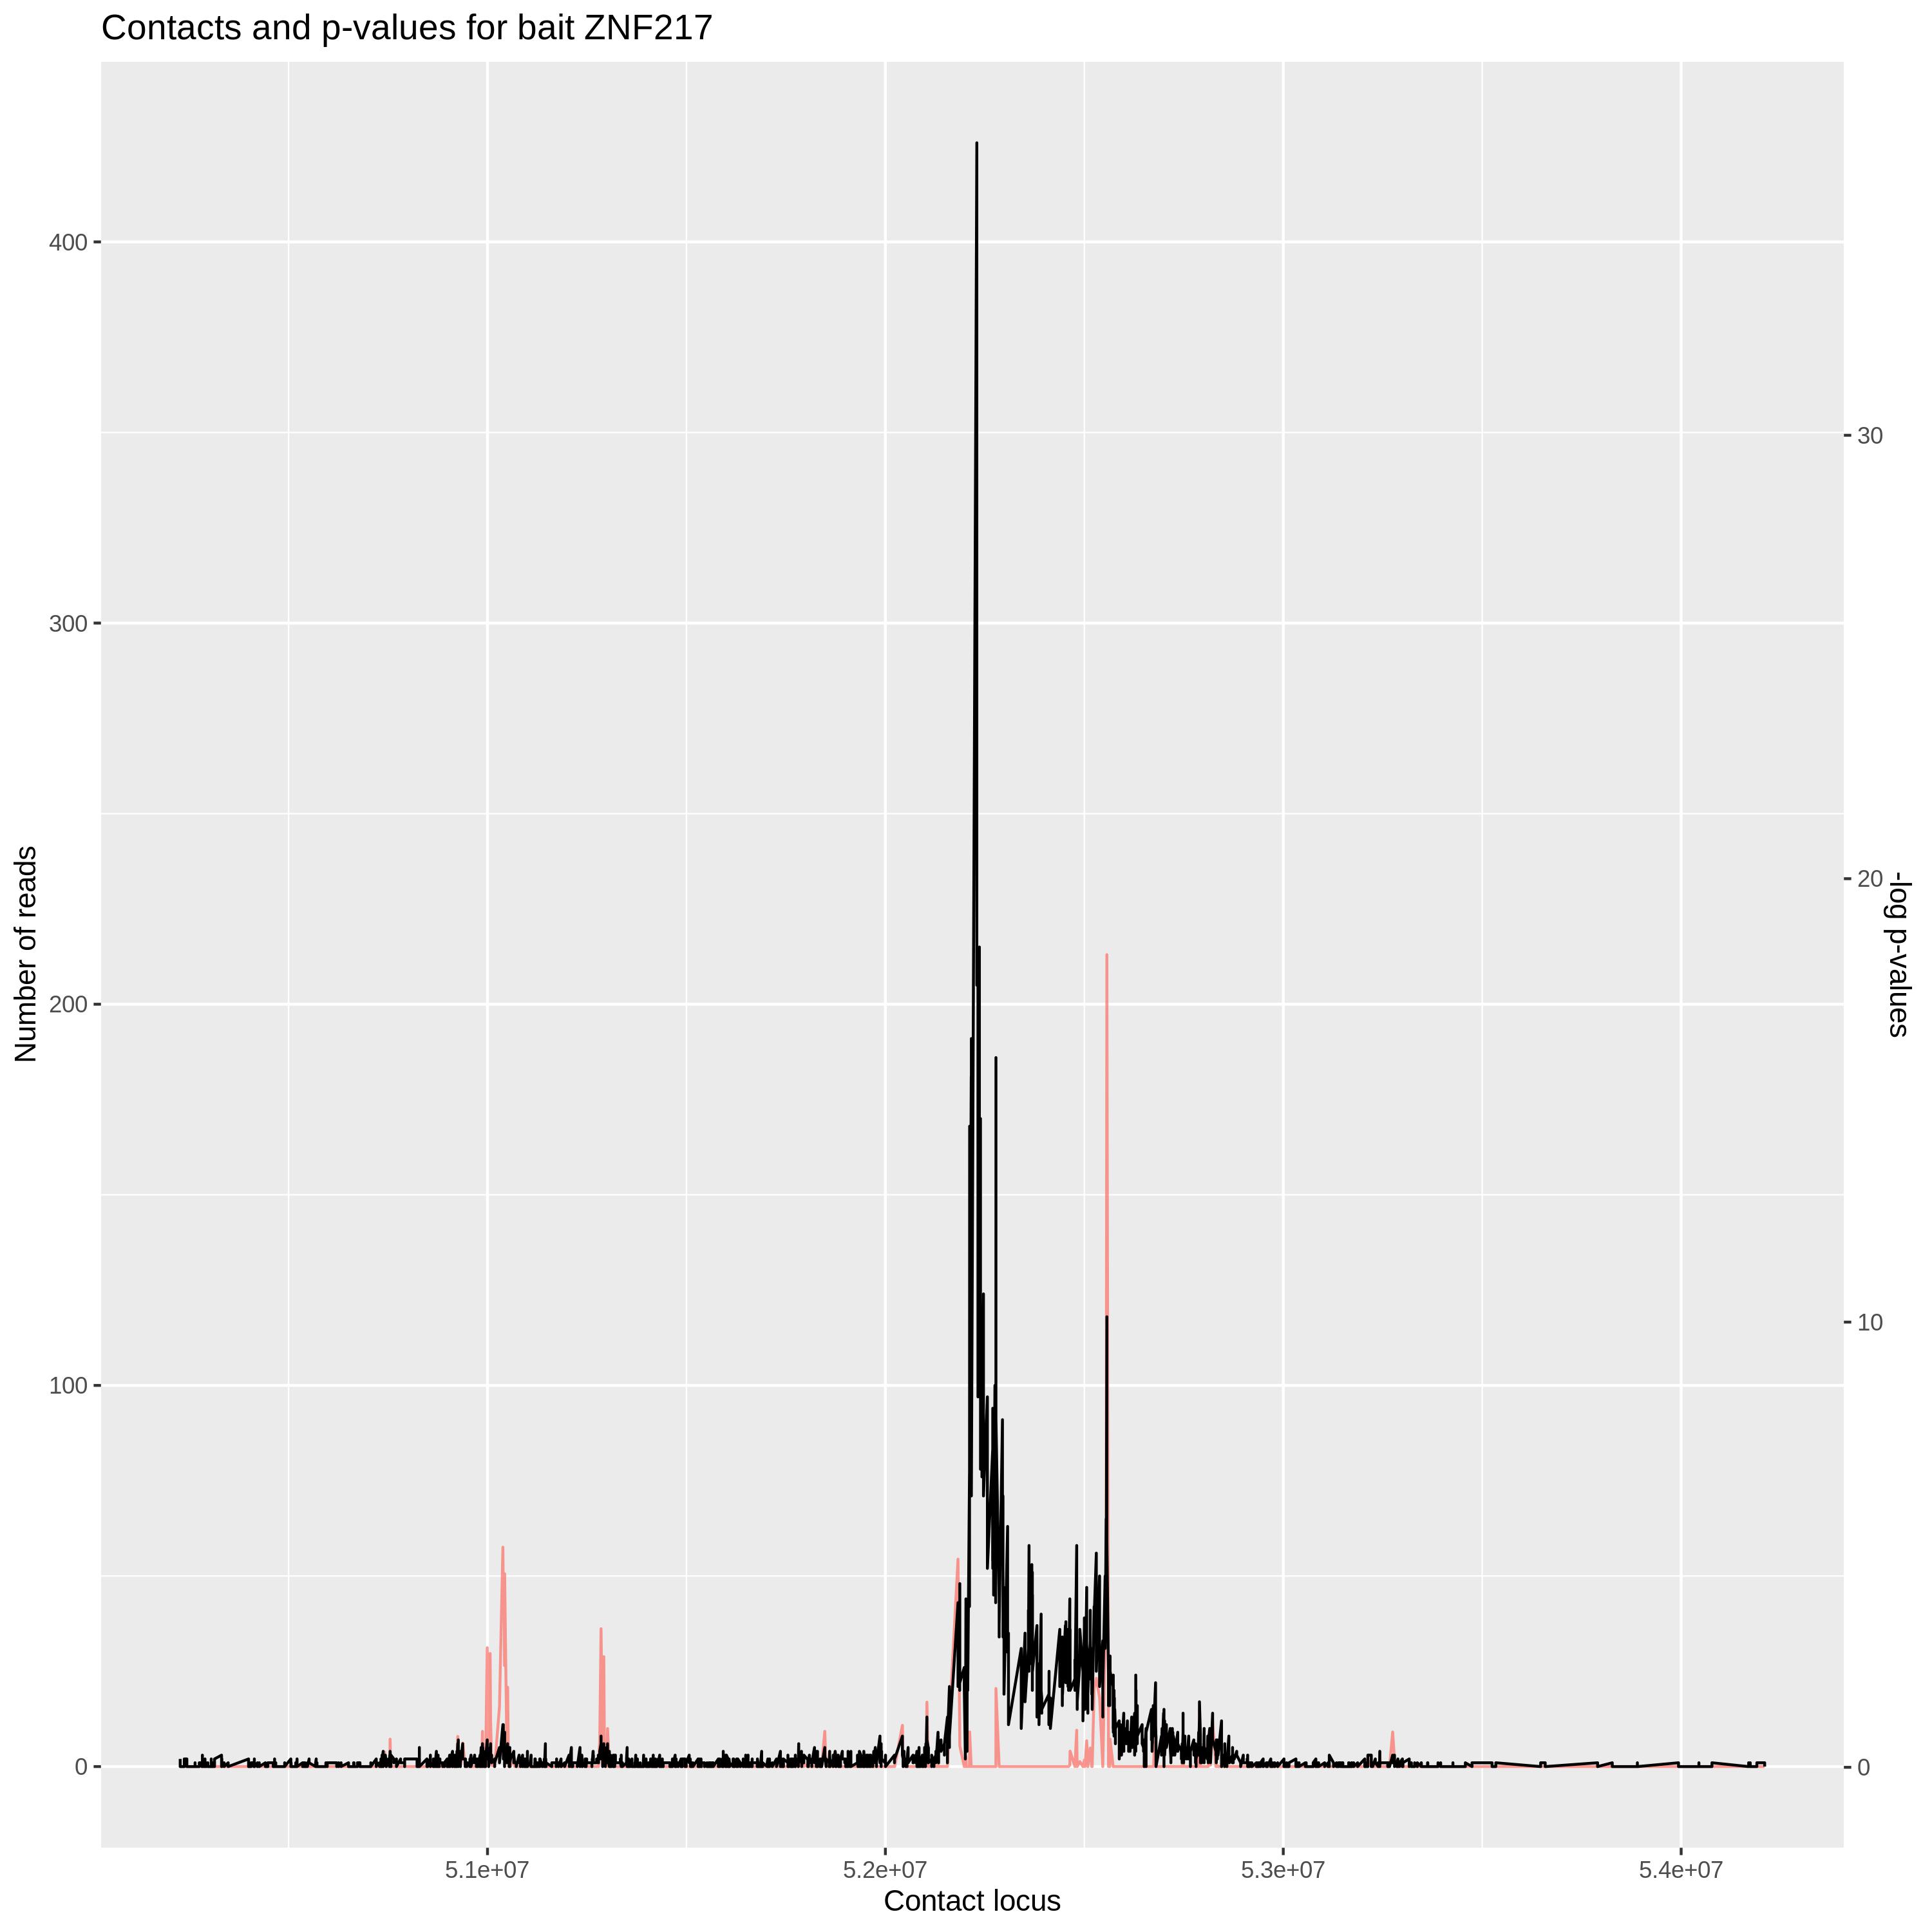 Contacts and p-values for bait ZNF217
400
300
200
100
0
Number of reads
30
20
10
0
-log p-values
5.1e+07
5.2e+07
5.3e+07
5.4e+07
Contact locus